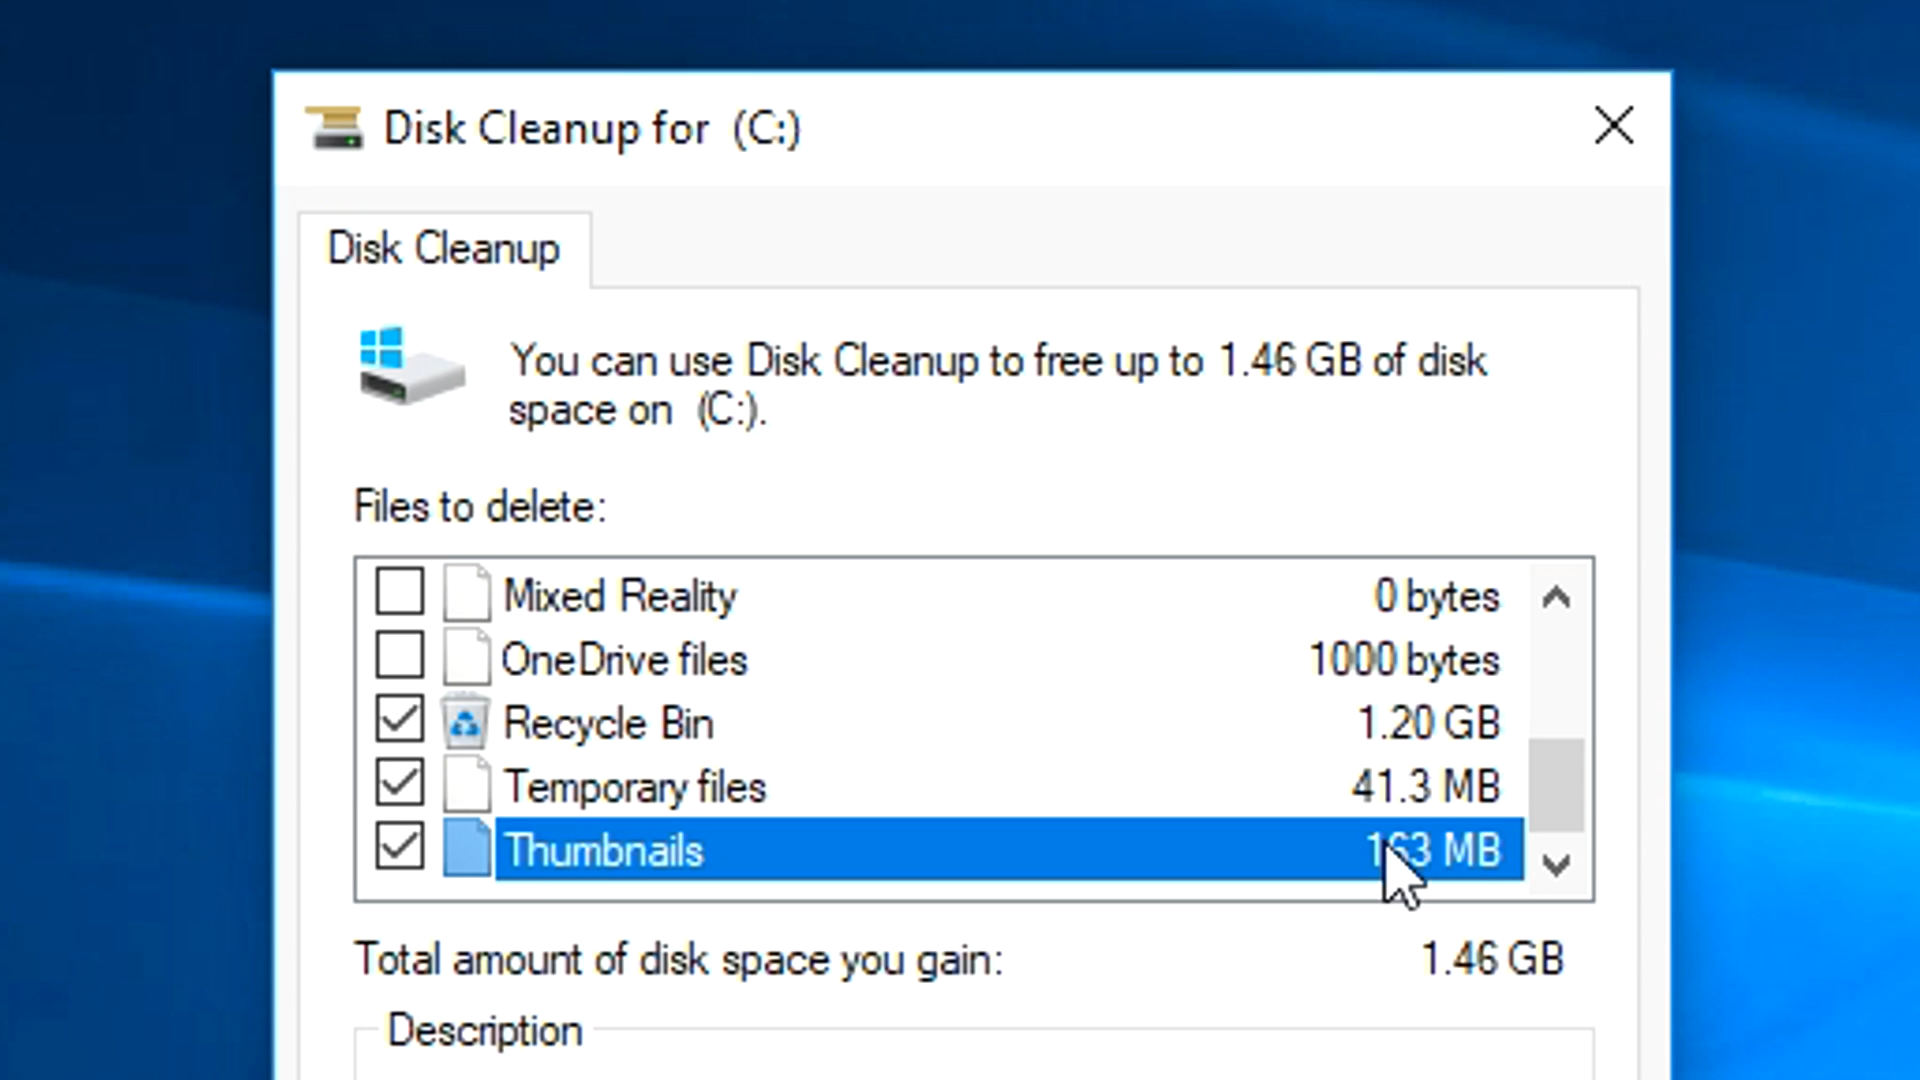 Disk Cleanup for (C:)
Disk Cleanup
You can use Disk Cleanup to free up to 1.46 GB of disk
space on (C:).
Files to delete:
Mixed Reality 0 bytes
OneDrive files 1000 bytes
Recycle Bin 1.20 GB
Temporary files 41.3 MB
Thumbnails 163 MB
Total amount of disk space you gain: 1.46 GB
Description